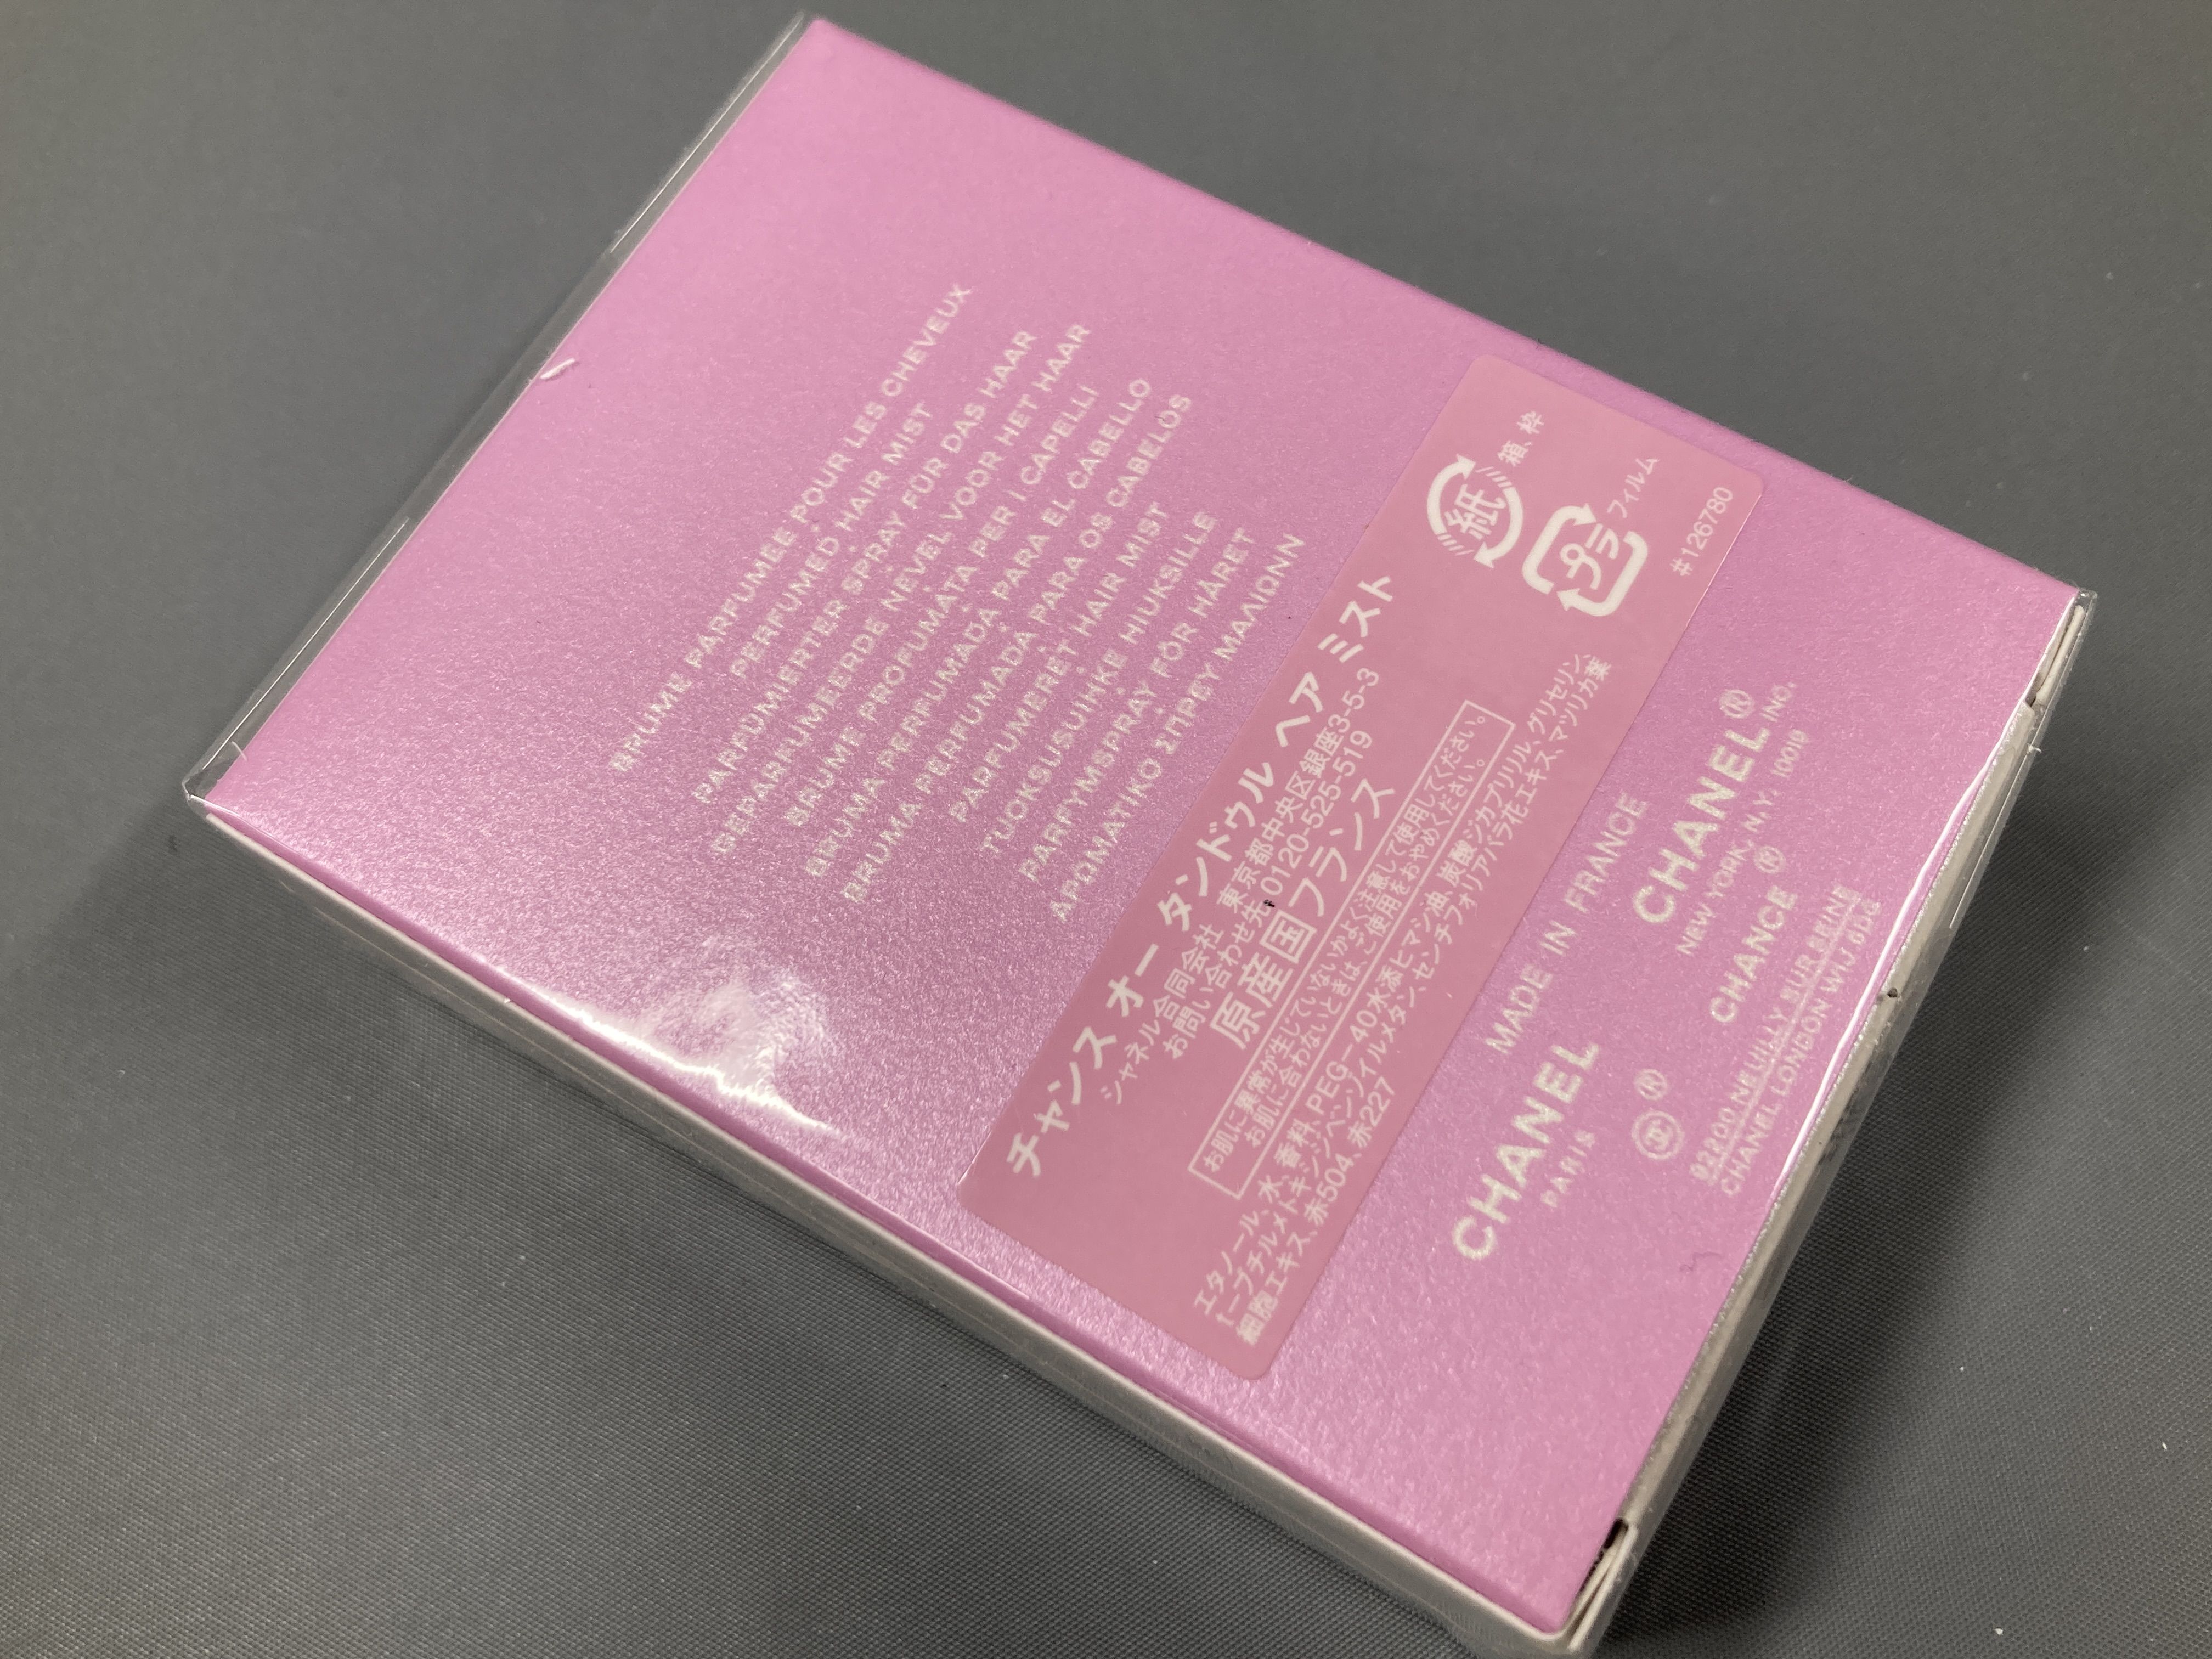 BRUME PARFUMÉE POUR LES CHEVEUX
PERFUMED HAIR MIST
PARFÜMIERTER SPRAY FÜR DAS HAAR
GEPARFUMEERDE NEVEL VOOR HET HAAR
BRUME PROFUMATA PER I CAPELLI
BRUMA PERFUMADA PARA EL CABELLO
BRUMA PERFUMADA PARA OS CABELOS
PARFUMERET HAIR MIST
TUOKSUSUIHKE HIUKSILLE
PARFYMSPRAY FÖR HÅRET
ΑΡΩΜΑΤΙΚΟ ΣΠΡΕΥ ΜΑΛΛΙΩΝ
チャンス オー タンドゥル ヘア ミスト
シャネル合同会社 東京都中央区銀座3-5-3
お問い合わせ先 0120-525-519
原産国フランス
お肌に異常が生じていないかよく注意して使用してください。
お肌に合わないときは、ご使用をおやめください。
エタノール、水、香料、PEG-40水添ヒマシ油、炭酸ジカプリリル、グリセリン、
t-ブチルメトキシジベンゾイルメタン、センチフォリアバラ花エキス、マツリカ葉
細胞エキス、赤504、赤227
紙
箱、枠
プラ
フィルム
#126780
MADE IN FRANCE
CHANEL
PARIS
CHANEL® INC.
NEW YORK, N.Y. 10019
CHANCE®
92200 NEUILLY SUR SEINE
CHANEL LONDON W1J 6DG